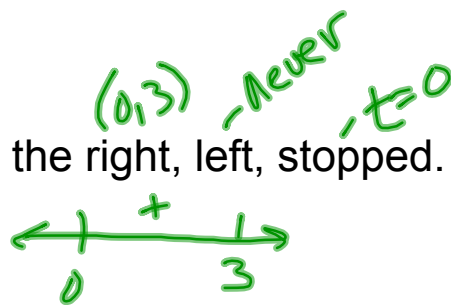 (0,3) - never - t=0
the right, left, stopped.
+
0 3